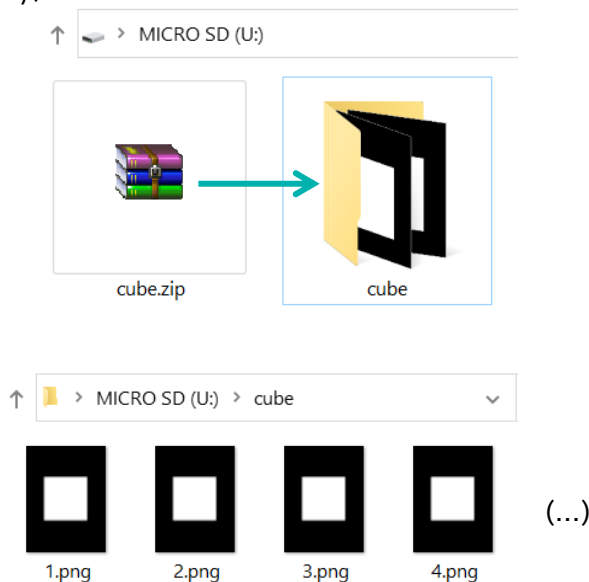 MICRO SD (U:)
cube.zip
cube
MICRO SD (U:) > cube
1.png
2.png
3.png
4.png
(...)